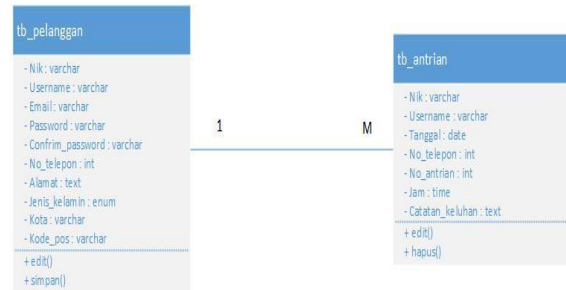 tb_pelanggan
- Nik : varchar
- Username : varchar
- Email : varchar
- Password : varchar
- Confrim_password : varchar
- No_telepon : int
- Alamat : text
- Jenis_kelamin : enum
- Kota : varchar
- Kode_pos : varchar
+ edit()
+ simpan()
1
M
tb_antrian
- Nik : varchar
- Username : varchar
- Tanggal : date
- No_telepon : int
- No_antrian : int
- Jam : time
- Catatan_keluhan : text
+ edit()
+ hapus()